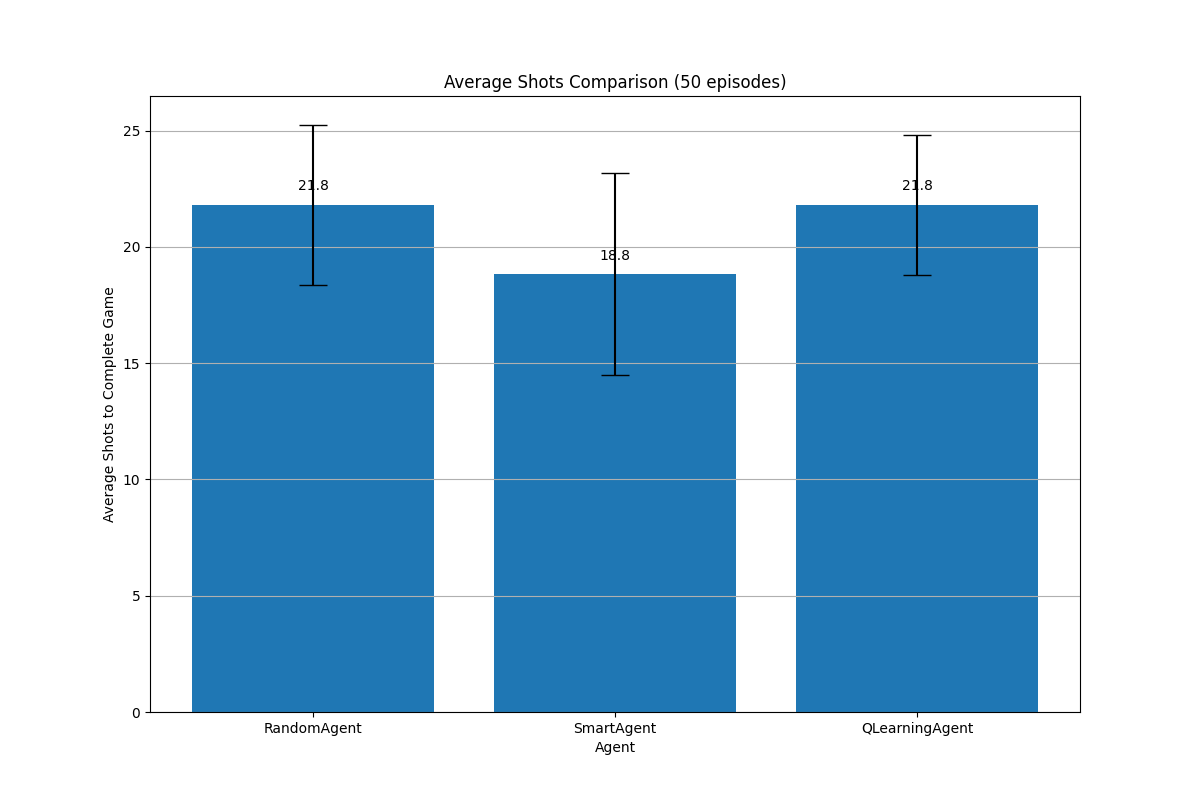 Average Shots Comparison (50 episodes)
Average Shots to Complete Game
25
20
15
10
5
0
21.8
18.8
21.8
RandomAgent
SmartAgent
QLearningAgent
Agent